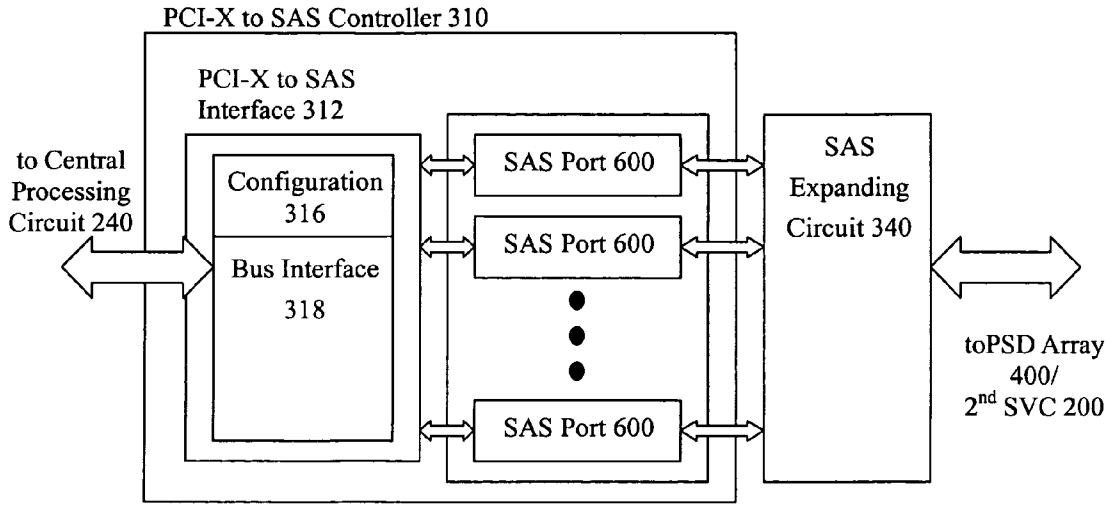 PCI-X to SAS Controller 310
PCI-X to SAS
Interface 312
to Central
Processing
Circuit 240
Configuration
316
Bus Interface
318
SAS Port 600
SAS Port 600
SAS Port 600
SAS
Expanding
Circuit 340
toPSD Array
400/
2nd SVC 200